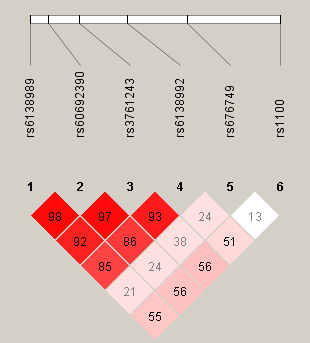 rs6138989
rs60692390
rs3761243
rs6138992
rs676749
rs1100
1 2 3 4 5 6
98 97 93 24 13
92 86 38 51
85 24 56
21 56
55